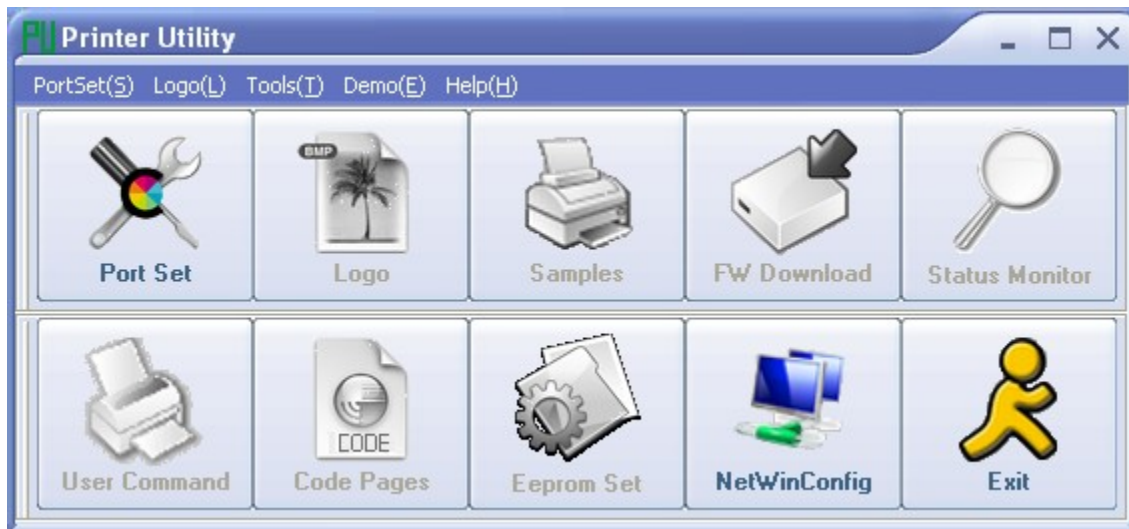 PU Printer Utility
PortSet(S) Logo(L) Tools(T) Demo(E) Help(H)
BMP
Port Set Logo Samples FW Download Status Monitor
CODE
User Command Code Pages Eeprom Set NetWinConfig Exit